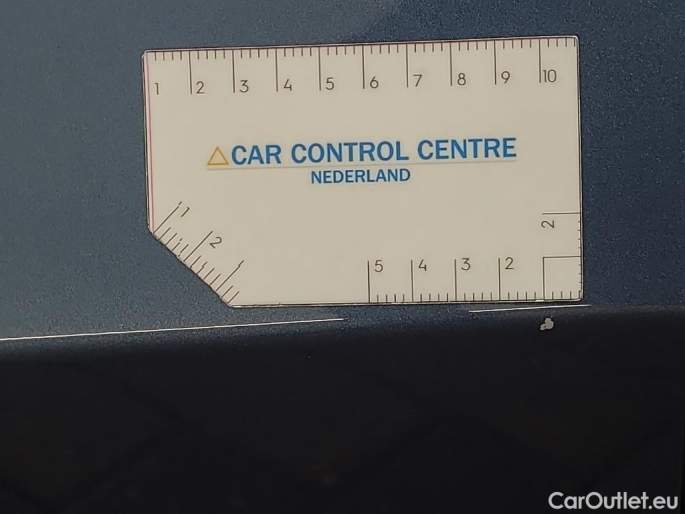 1 2 3 4 5 6 7 8 9 10
CAR CONTROL CENTRE
NEDERLAND
1
2
2
5 4 3 2
CarOutlet.eu